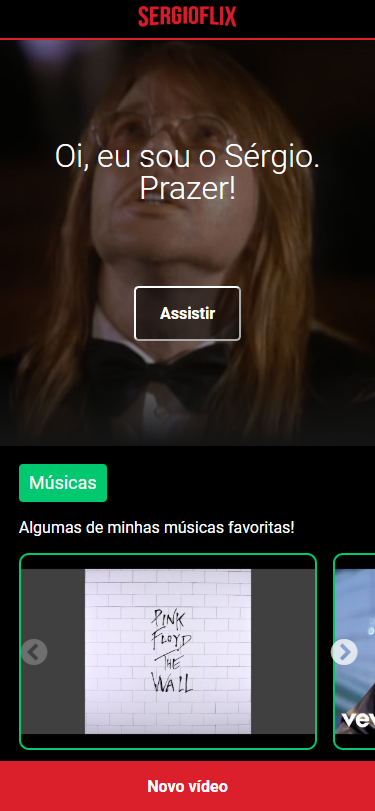 SERGIOFLIX
Oi, eu sou o Sérgio.
Prazer!
Assistir
Músicas
Algumas de minhas músicas favoritas!
PINK
FLOYD
THE
WALL
vev
Novo vídeo